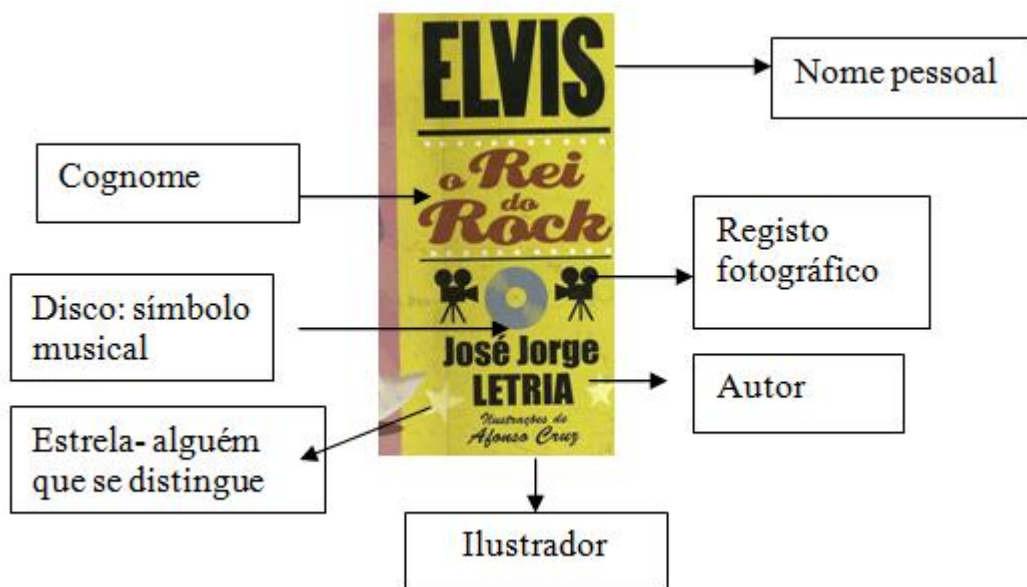 ELVIS
Nome pessoal
Cognome
o Rei
do
Rock
Registo
fotográfico
Disco: símbolo
musical
José Jorge
LETRIA
Autor
Estrela- alguém
que se distingue
Ilustrações de
Afonso Cruz
Ilustrador